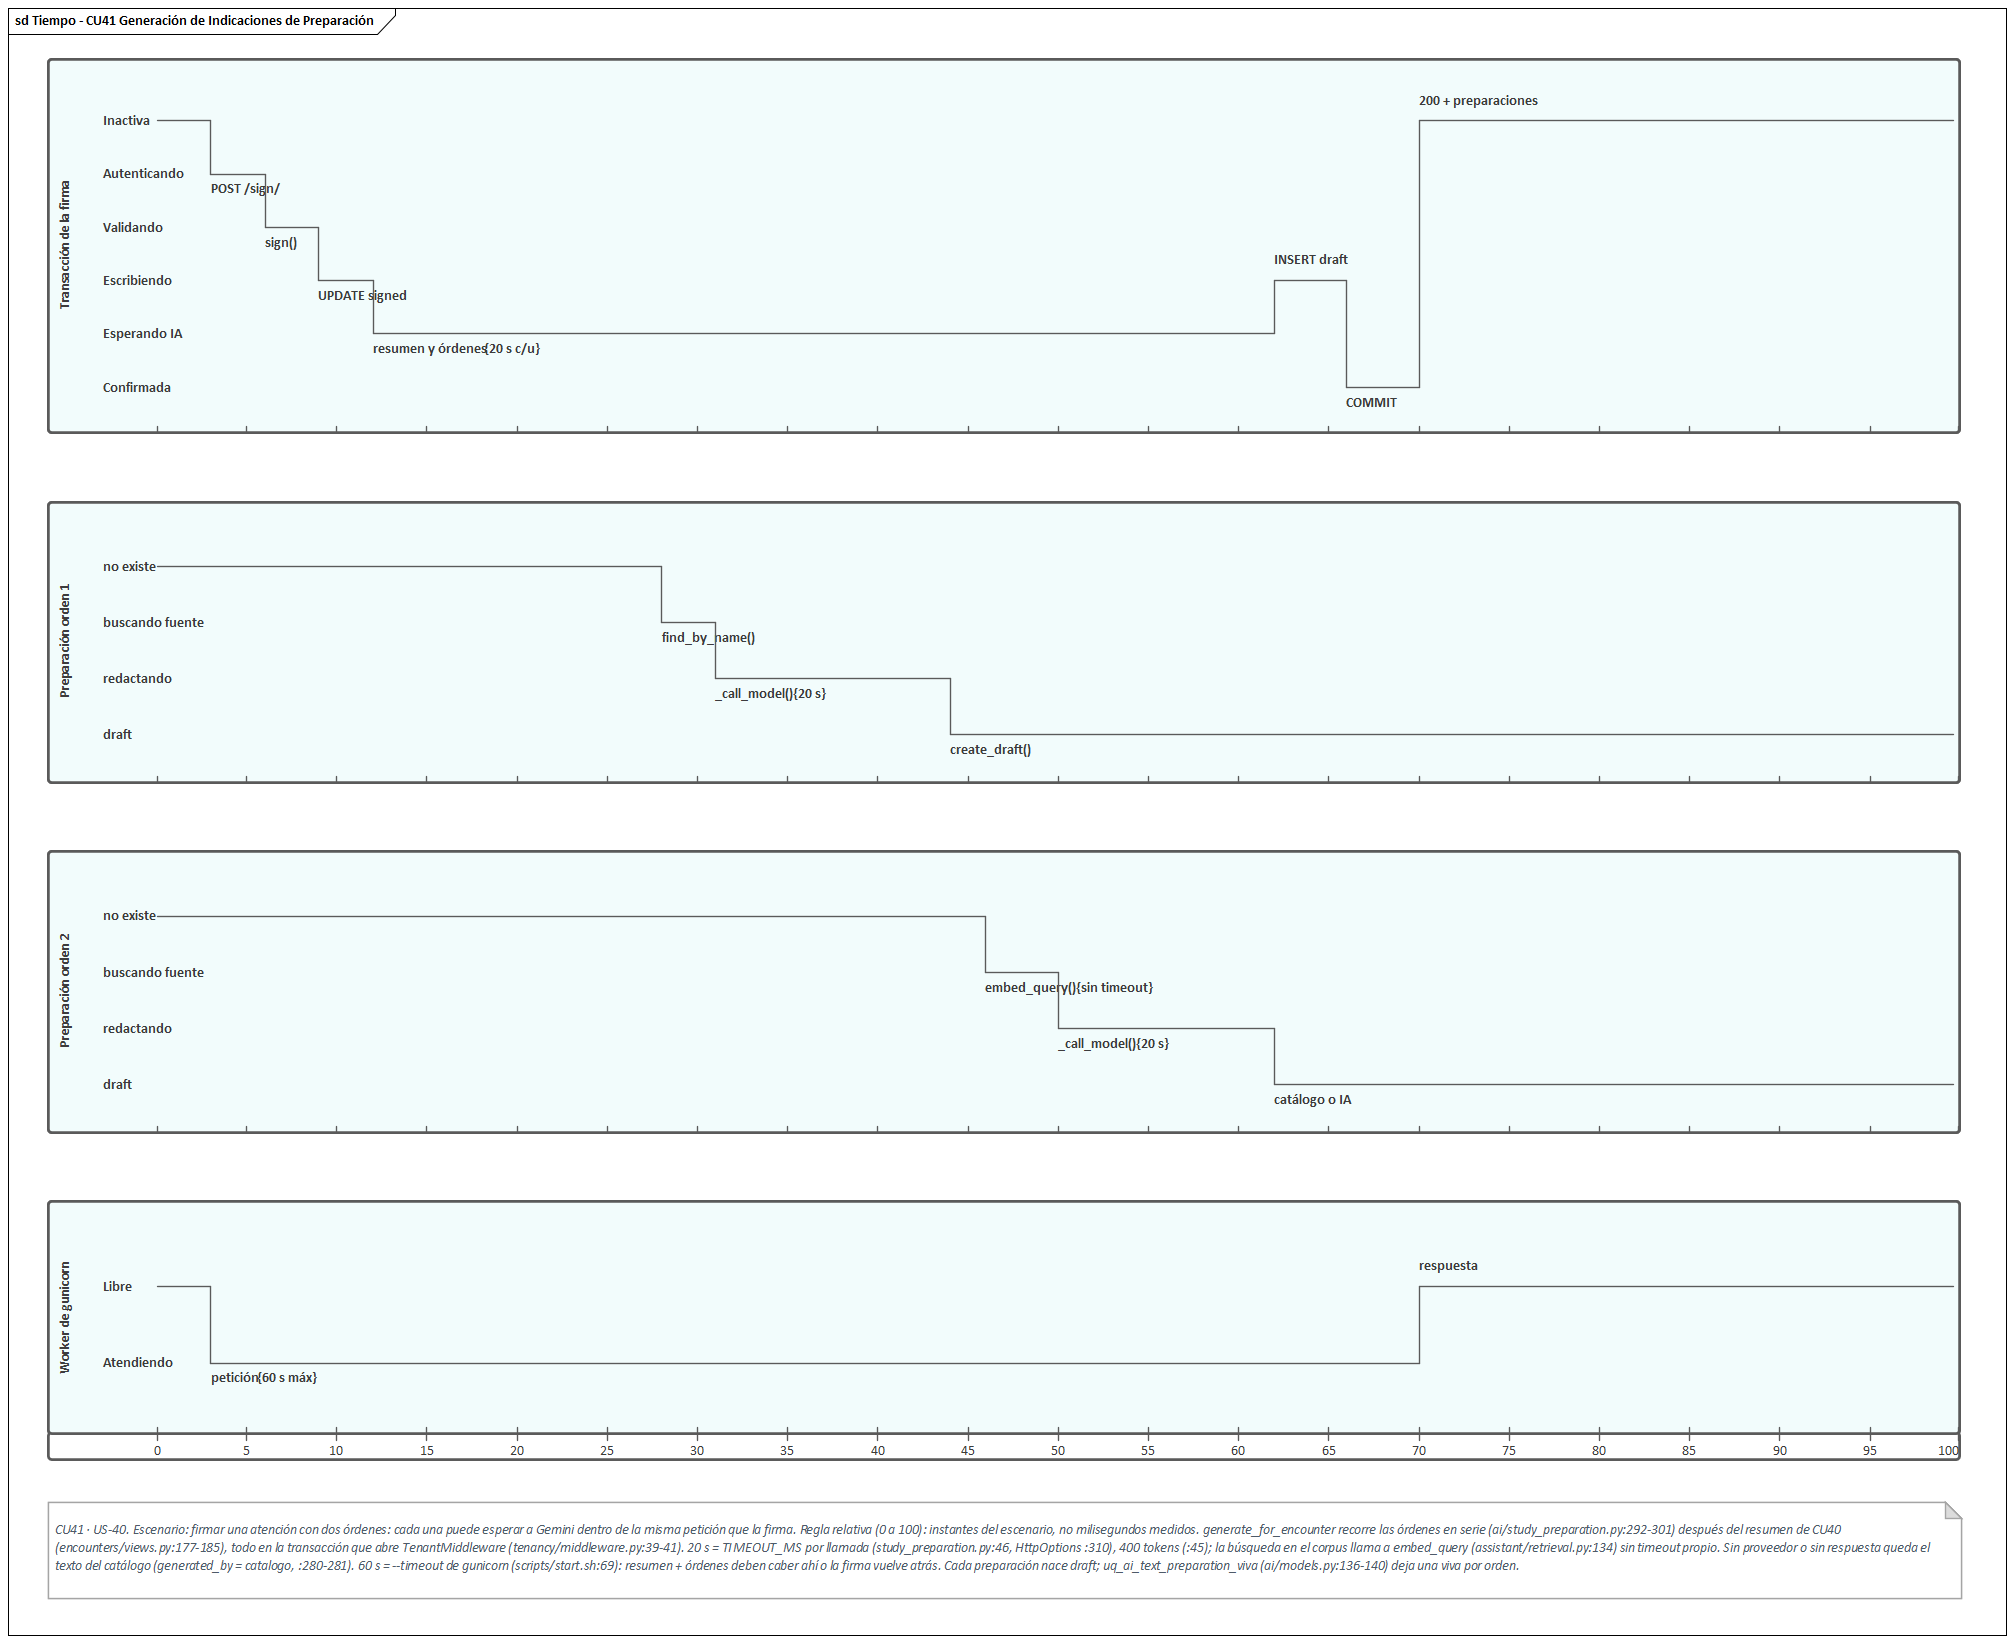 sd Tiempo - CU41 Generación de Indicaciones de Preparación
Transacción de la firma
200 + preparaciones
Inactiva
Autenticando
POST /sign/
Validando
sign()
INSERT draft
Escribiendo
UPDATE signed
Esperando IA
resumen y órdenes{20 s c/u}
Confirmada
COMMIT
Preparación orden 1
no existe
buscando fuente
find_by_name()
redactando
_call_model(){20 s}
draft
create_draft()
Preparación orden 2
no existe
buscando fuente
embed_query(){sin timeout}
redactando
_call_model(){20 s}
draft
catálogo o IA
Worker de gunicorn
respuesta
Libre
Atendiendo
petición{60 s máx}
0 5 10 15 20 25 30 35 40 45 50 55 60 65 70 75 80 85 90 95 100
CU41 · US-40. Escenario: firmar una atención con dos órdenes: cada una puede esperar a Gemini dentro de la misma petición que la firma. Regla relativa (0 a 100): instantes del escenario, no milisegundos medidos. generate_for_encounter recorre las órdenes en serie (ai/study_preparation.py:292-301) después del resumen de CU40
(encounters/views.py:177-185), todo en la transacción que abre TenantMiddleware (tenancy/middleware.py:39-41). 20 s = TIMEOUT_MS por llamada (study_preparation.py:46, HttpOptions :310), 400 tokens (:45); la búsqueda en el corpus llama a embed_query (assistant/retrieval.py:134) sin timeout propio. Sin proveedor o sin respuesta queda el
texto del catálogo (generated_by = catalogo, :280-281). 60 s = --timeout de gunicorn (scripts/start.sh:69): resumen + órdenes deben caber ahí o la firma vuelve atrás. Cada preparación nace draft; uq_ai_text_preparation_viva (ai/models.py:136-140) deja una viva por orden.